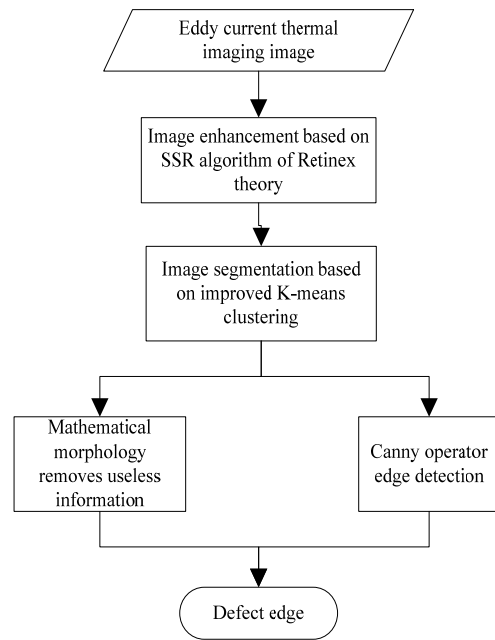 Eddy current thermal
imaging image
Image enhancement based on
SSR algorithm of Retinex
theory
Image segmentation based
on improved K-means
clustering
Mathematical
morphology
removes useless
information
Canny operator
edge detection
Defect edge